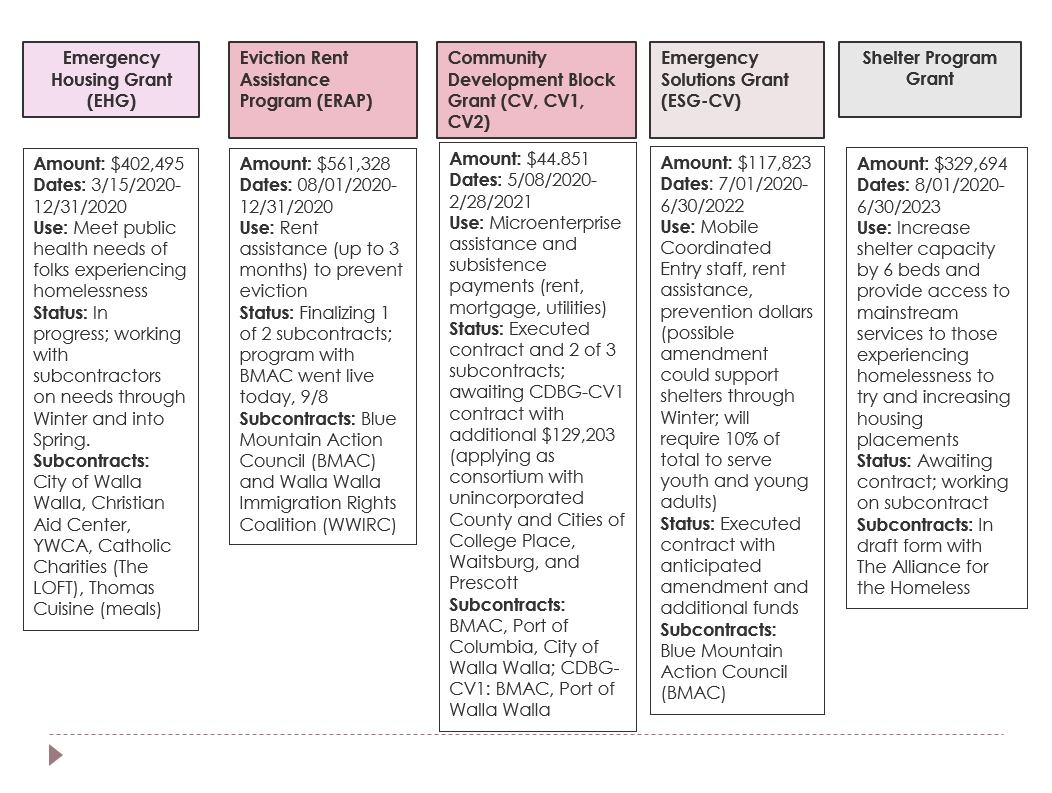 Emergency
Housing Grant
(EHG)
Amount: $402,495
Dates: 3/15/2020-
12/31/2020
Use: Meet public
health needs of
folks experiencing
homelessness
Status: In
progress; working
with
subcontractors
on needs through
Winter and into
Spring.
Subcontracts:
City of Walla
Walla, Christian
Aid Center,
YWCA, Catholic
Charities (The
LOFT), Thomas
Cuisine (meals)
Eviction Rent
Assistance
Program (ERAP)
Amount: $561,328
Dates: 08/01/2020-
12/31/2020
Use: Rent
assistance (up to 3
months) to prevent
eviction
Status: Finalizing 1
of 2 subcontracts;
program with
BMAC went live
today, 9/8
Subcontracts: Blue
Mountain Action
Council (BMAC)
and Walla Walla
Immigration Rights
Coalition (WWIRC)
Community
Development Block
Grant (CV, CV1,
CV2)
Amount: $44.851
Dates: 5/08/2020-
2/28/2021
Use: Microenterprise
assistance and
subsistence
payments (rent,
mortgage, utilities)
Status: Executed
contract and 2 of 3
subcontracts;
awaiting CDBG-CV1
contract with
additional $129,203
(applying as
consortium with
unincorporated
County and Cities of
College Place,
Waitsburg, and
Prescott
Subcontracts:
BMAC, Port of
Columbia, City of
Walla Walla; CDBG-
CV1: BMAC, Port of
Walla Walla
Emergency
Solutions Grant
(ESG-CV)
Amount: $117,823
Dates: 7/01/2020-
6/30/2022
Use: Mobile
Coordinated
Entry staff, rent
assistance,
prevention dollars
(possible
amendment
could support
shelters through
Winter; will
require 10% of
total to serve
youth and young
adults)
Status: Executed
contract with
anticipated
amendment and
additional funds
Subcontracts:
Blue Mountain
Action Council
(BMAC)
Shelter Program
Grant
Amount: $329,694
Dates: 8/01/2020-
6/30/2023
Use: Increase
shelter capacity
by 6 beds and
provide access to
mainstream
services to those
experiencing
homelessness to
try and increasing
housing
placements
Status: Awaiting
contract; working
on subcontract
Subcontracts: In
draft form with
The Alliance for
the Homeless